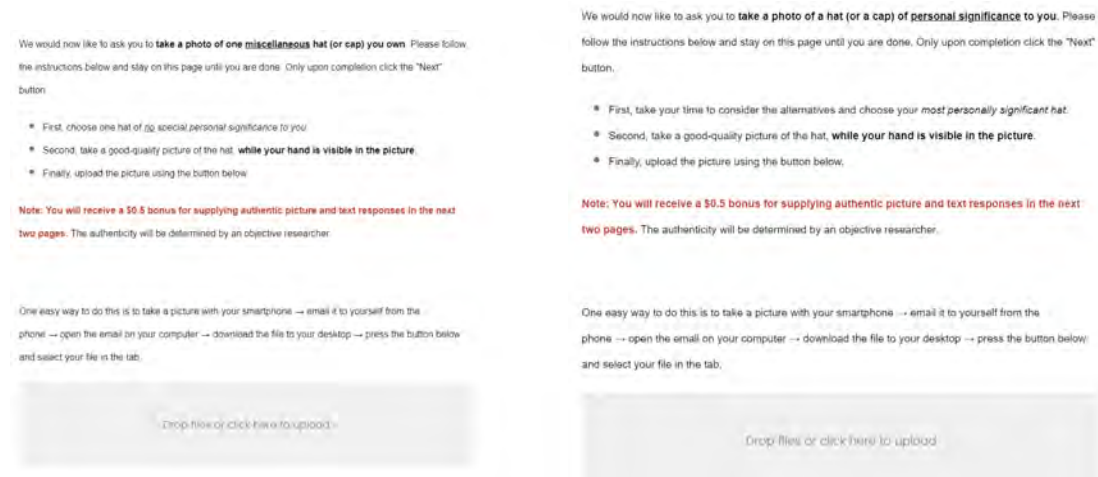 We would now like to ask you to take a photo of one miscellaneous hat (or cap) you own. Please follow
the instructions below and stay on this page until you are done. Only upon completion click the "Next"
button.
First, choose one hat of no special personal significance to you.
Second, take a good-quality picture of the hat, while your hand is visible in the picture.
Finally, upload the picture using the button below.
Note: You will receive a $0.5 bonus for supplying authentic picture and text responses in the next
two pages. The authenticity will be determined by an objective researcher.
One easy way to do this is to take a picture with your smartphone → email it to yourself from the
phone → open the email on your computer → download the file to your desktop → press the button below
and select your file in the tab.
Drop files or click here to upload
We would now like to ask you to take a photo of a hat (or a cap) of personal significance to you. Please
follow the instructions below and stay on this page until you are done. Only upon completion click the "Next"
button.
First, take your time to consider the alternatives and choose your most personally significant hat.
Second, take a good-quality picture of the hat, while your hand is visible in the picture.
Finally, upload the picture using the button below.
Note: You will receive a $0.5 bonus for supplying authentic picture and text responses in the next
two pages. The authenticity will be determined by an objective researcher.
One easy way to do this is to take a picture with your smartphone → email it to yourself from the
phone → open the email on your computer → download the file to your desktop → press the button below
and select your file in the tab.
Drop files or click here to upload